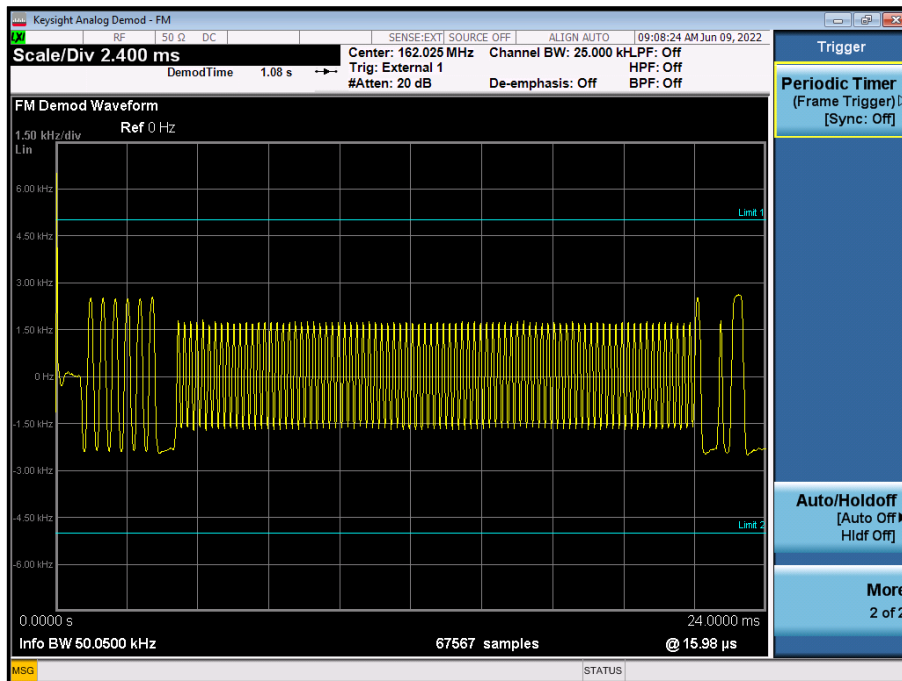 Keysight Analog Demod - FM
LXI
RF 50 Ω DC SENSE:EXT SOURCE OFF ALIGN AUTO 09:08:24 AM Jun 09, 2022
Scale/Div 2.400 ms
Center: 162.025 MHz Channel BW: 25.000 kH LPF: Off
DemodTime 1.08 s Trig: External 1 HPF: Off
#Atten: 20 dB De-emphasis: Off BPF: Off
FM Demod Waveform
Ref 0 Hz
1.50 kHz/div
Lin
6.00 kHz
Limit 1
4.50 kHz
3.00 kHz
1.50 kHz
0 Hz
-1.50 kHz
-3.00 kHz
-4.50 kHz
Limit 2
-6.00 kHz
0.0000 s 24.0000 ms
Info BW 50.0500 kHz 67567 samples @ 15.98 µs
MSG STATUS
Trigger
Periodic Timer
(Frame Trigger)
[Sync: Off]
Auto/Holdoff
[Auto Off
Hldf Off]
More
2 of 2